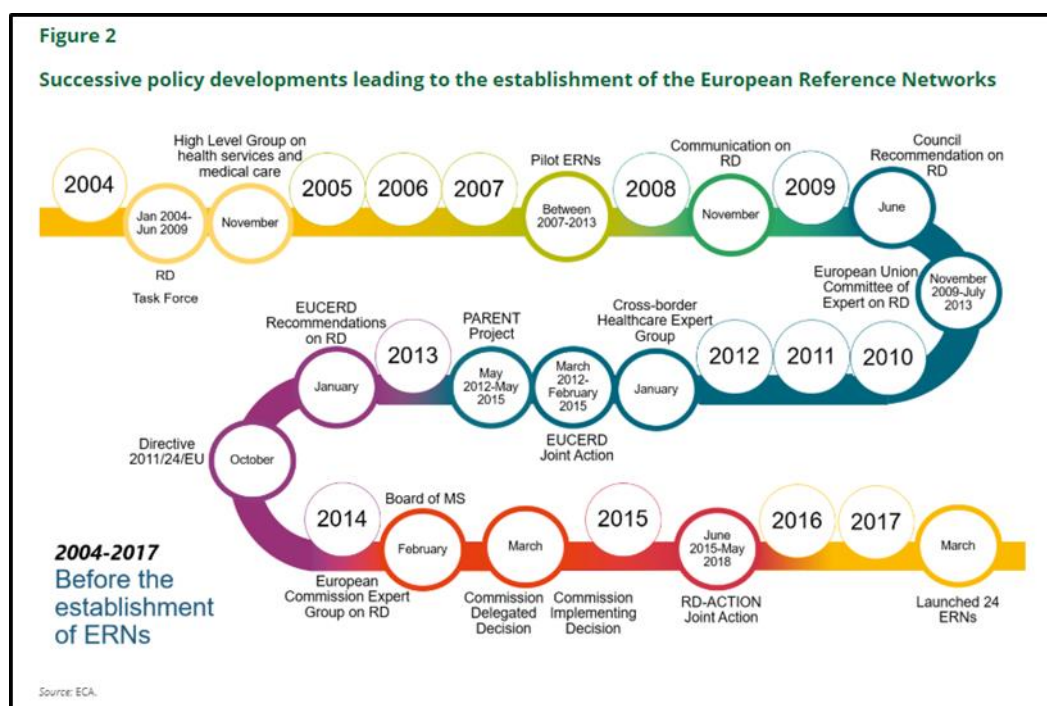 Figure 2
Successive policy developments leading to the establishment of the European Reference Networks
2004
Jan 2004-
Jun 2009
RD
Task Force
High Level Group on
health services and
medical care
November
2005
2006
2007
Pilot ERNs
Between
2007-2013
2008
Communication on
RD
November
2009
Council
Recommendation on
RD
June
European Union
Committee of
Expert on RD
November
2009-July
2013
2010
2011
2012
Cross-border
Healthcare Expert
Group
January
March
2012-
February
2015
EUCERD
Joint Action
PARENT
Project
May
2012-May
2015
2013
EUCERD
Recommendations
on RD
January
Directive
2011/24/EU
October
2014
European
Commission Expert
Group on RD
Board of MS
February
March
Commission
Delegated
Decision
Commission
Implementing
Decision
2015
June
2015-May
2018
RD-ACTION
Joint Action
2016
2017
March
Launched 24
ERNs
2004-2017
Before the
establishment
of ERNs
Source: ECA.